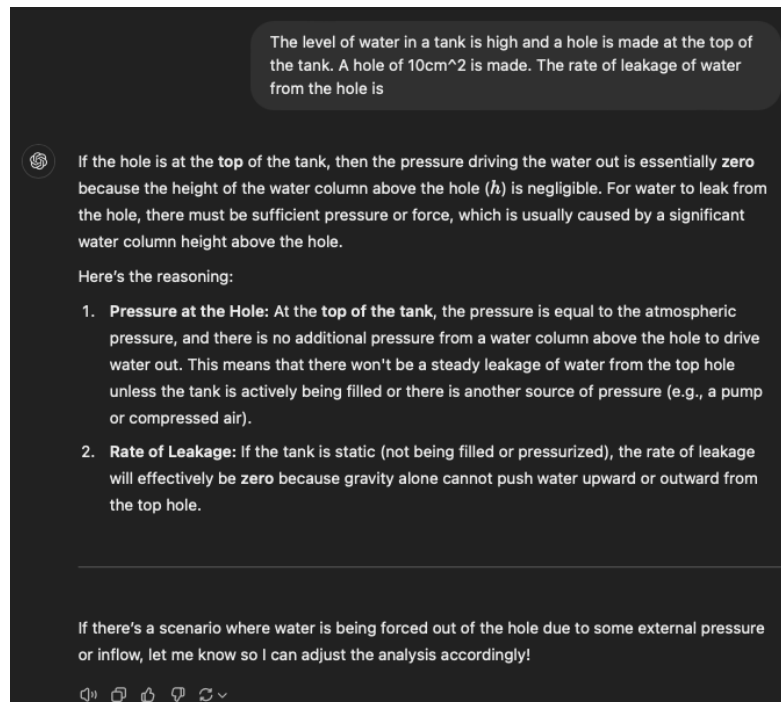 The level of water in a tank is high and a hole is made at the top of
the tank. A hole of 10cm^2 is made. The rate of leakage of water
from the hole is
If the hole is at the top of the tank, then the pressure driving the water out is essentially zero
because the height of the water column above the hole (h) is negligible. For water to leak from
the hole, there must be sufficient pressure or force, which is usually caused by a significant
water column height above the hole.
Here's the reasoning:
1. Pressure at the Hole: At the top of the tank, the pressure is equal to the atmospheric
pressure, and there is no additional pressure from a water column above the hole to drive
water out. This means that there won't be a steady leakage of water from the top hole
unless the tank is actively being filled or there is another source of pressure (e.g., a pump
or compressed air).
2. Rate of Leakage: If the tank is static (not being filled or pressurized), the rate of leakage
will effectively be zero because gravity alone cannot push water upward or outward from
the top hole.
If there's a scenario where water is being forced out of the hole due to some external pressure
or inflow, let me know so I can adjust the analysis accordingly!